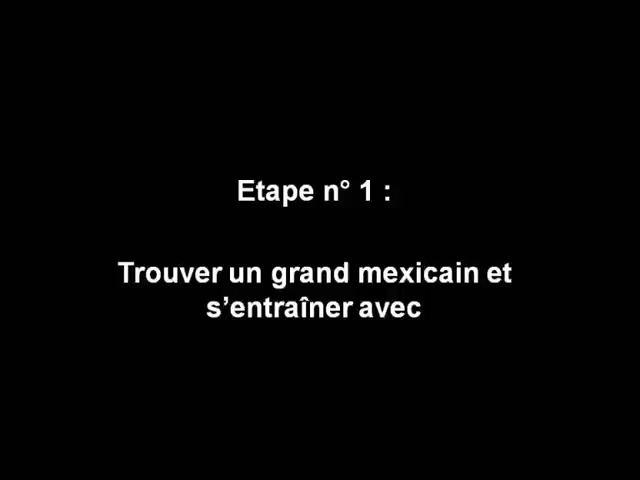 Etape n° 1 :
Trouver un grand mexicain et
s’entraîner avec